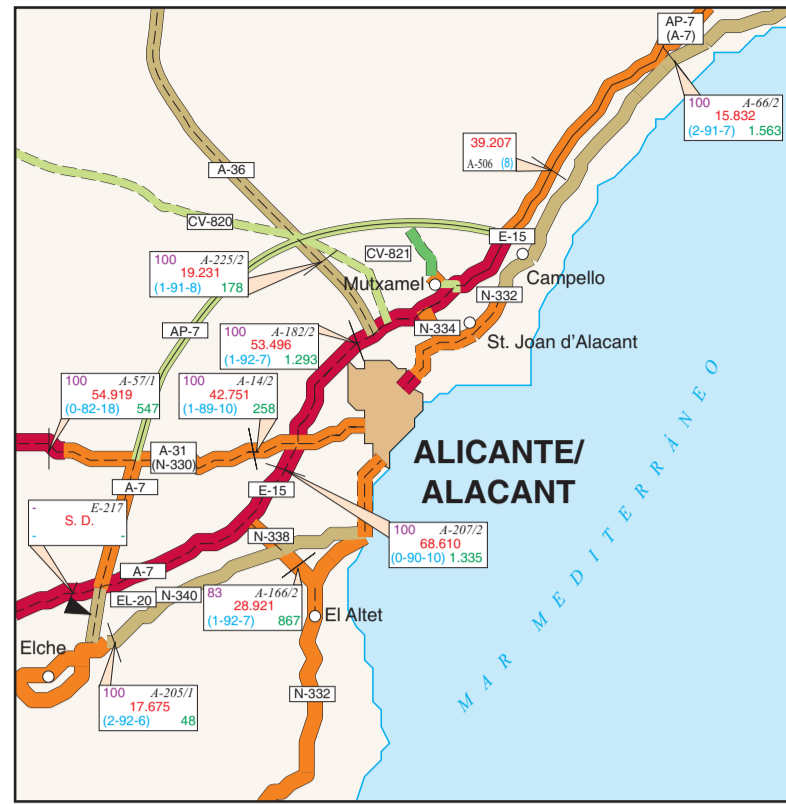 AP-7
(A-7)
100 A-66/2
15.832
(2-91-7) 1.563
39.207
A-506 (8)
A-36
CV-820
E-15
CV-821
100 A-225/2
19.231
(1-91-8) 178
Mutxamel
Campello
N-332
AP-7
N-334
100 A-182/2
53.496
(1-92-7) 1.293
St. Joan d'Alacant
100 A-57/1
54.919
(0-82-18) 547
100 A-14/2
42.751
(1-89-10) 258
A-31
(N-330)
ALICANTE/
ALACANT
A-7
E-15
- E-217
S. D.
- -
N-338
100 A-207/2
68.610
(0-90-10) 1.335
A-7
EL-20
N-340
83 A-166/2
28.921
(1-92-7) 867
El Altet
Elche
100 A-205/1
17.675
(2-92-6) 48
N-332
MAR MEDITERRÁNEO